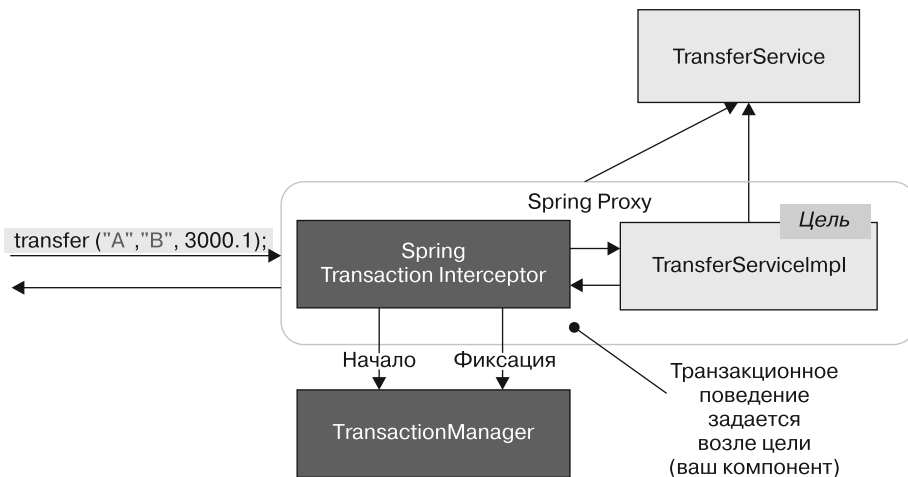 TransferService
Spring Proxy
Цель
transfer ("A","B", 3000.1);
Spring
Transaction Interceptor
TransferServiceImpl
Начало
Фиксация
TransactionManager
Транзакционное
поведение
задается
возле цели
(ваш компонент)